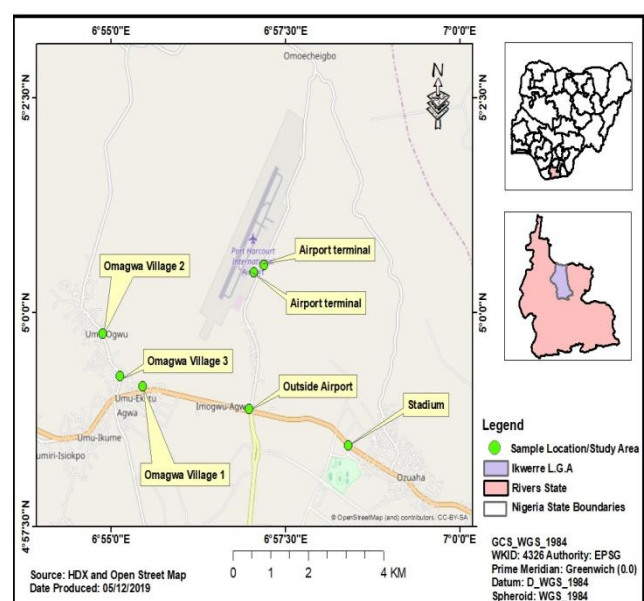 6°55'0"E 6°57'30"E 7°0'0"E
Omoecheigbo
N
5°2'30"N
5°2'30"N
Port Harcourt
International
Airport
Airport terminal
Airport terminal
Omagwa Village 2
5°0'0"N
5°0'0"N
Omagwa Village 3
Outside Airport
Stadium
Imogwu-Agwa
Agwa
Umu-Ikume
Omagwa Village 1
Ozuaha
© OpenStreetMap (and) contributors, CC-BY-SA
4°57'30"N
6°55'0"E 6°57'30"E 7°0'0"E
Source: HDX and Open Street Map
Date Produced: 05/12/2019
0 1 2 4 KM
Legend
Sample Location/Study Area
Ikwerre L.G.A
Rivers State
Nigeria State Boundaries
GCS_WGS_1984
WKID: 4326 Authority: EPSG
Prime Meridian: Greenwich (0.0)
Datum: D_WGS_1984
Spheroid: WGS_1984